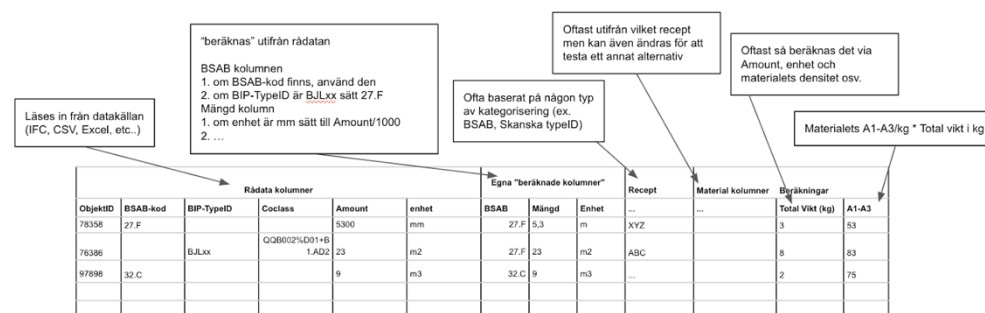 Oftast utifrån vilket recept
men kan även ändras för att
testa ett annat alternativ
"beräknas" utifrån rådatan
BSAB kolumnen
1. om BSAB-kod finns, använd den
2. om BIP-TypeID är BJLxx sätt 27.F
Mängd kolumn
1. om enhet är mm sätt till Amount/1000
2. ...
Oftast så beräknas det via
Amount, enhet och
materialets densitet osv.
Ofta baserat på någon typ
av kategorisering (ex.
BSAB, Skanska typeID)
Läses in från datakällan
(IFC, CSV, Excel, etc..)
Materialets A1-A3/kg * Total vikt i kg
Rådata kolumner Egna "beräknade kolumner" Recept Material kolumner Beräkningar
ObjektID BSAB-kod BIP-TypeID Coclass Amount enhet BSAB Mängd Enhet ... ... Total Vikt (kg) A1-A3
78358 27.F 5300 mm 27.F 5,3 m XYZ 3 53
QQB002%D01+B
76386 BJLxx 1.AD2 23 m2 27.F 23 m2 ABC 8 83
97898 32.C 9 m3 32.C 9 m3 ... 2 75